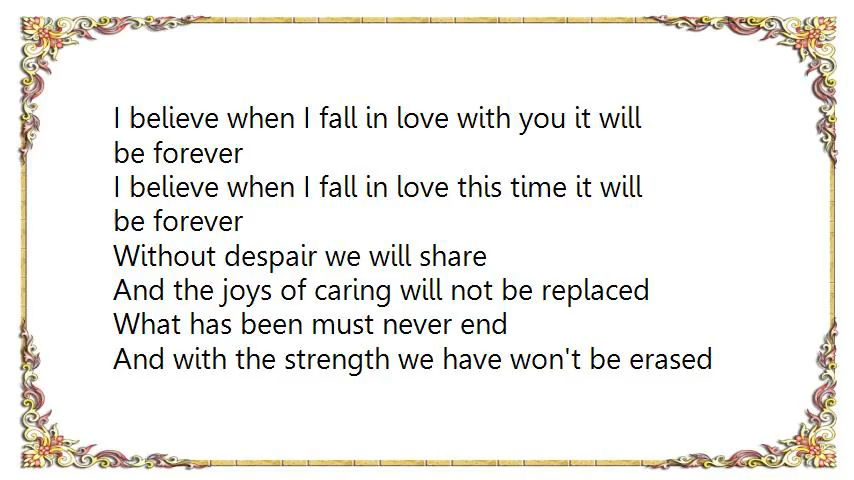 I believe when I fall in love with you it will
be forever
I believe when I fall in love this time it will
be forever
Without despair we will share
And the joys of caring will not be replaced
What has been must never end
And with the strength we have won't be erased